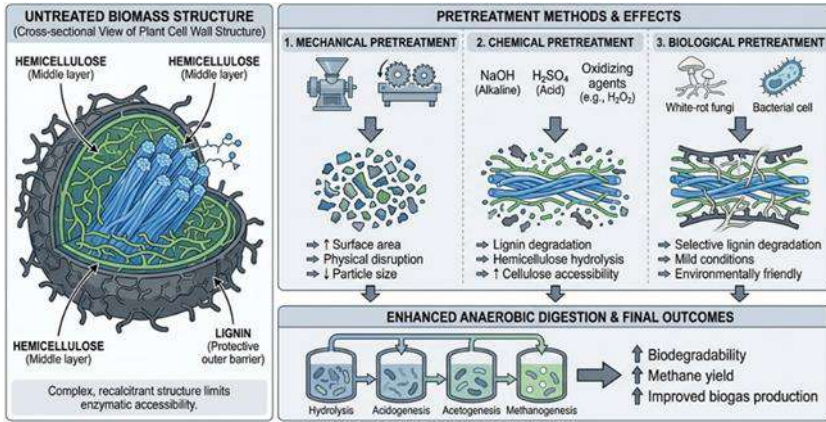 UNTREATED BIOMASS STRUCTURE
(Cross-sectional View of Plant Cell Wall Structure)
HEMICELLULOSE
(Middle layer)
HEMICELLULOSE
(Middle layer)
HEMICELLULOSE
(Middle layer)
LIGNIN
(Protective
outer barrier)
Complex, recalcitrant structure limits
enzymatic accessibility.
PRETREATMENT METHODS & EFFECTS
1. MECHANICAL PRETREATMENT
↑ Surface area
Physical disruption
↓ Particle size
2. CHEMICAL PRETREATMENT
NaOH
(Alkaline)
H₂SO₄
(Acid)
Oxidizing
agents
(e.g., H₂O₂)
Lignin degradation
Hemicellulose hydrolysis
↑ Cellulose accessibility
3. BIOLOGICAL PRETREATMENT
White-rot fungi
Bacterial cell
Selective lignin degradation
Mild conditions
Environmentally friendly
ENHANCED ANAEROBIC DIGESTION & FINAL OUTCOMES
Hydrolysis
Acidogenesis
Acetogenesis
Methanogenesis
↑ Biodegradability
↑ Methane yield
↑ Improved biogas production